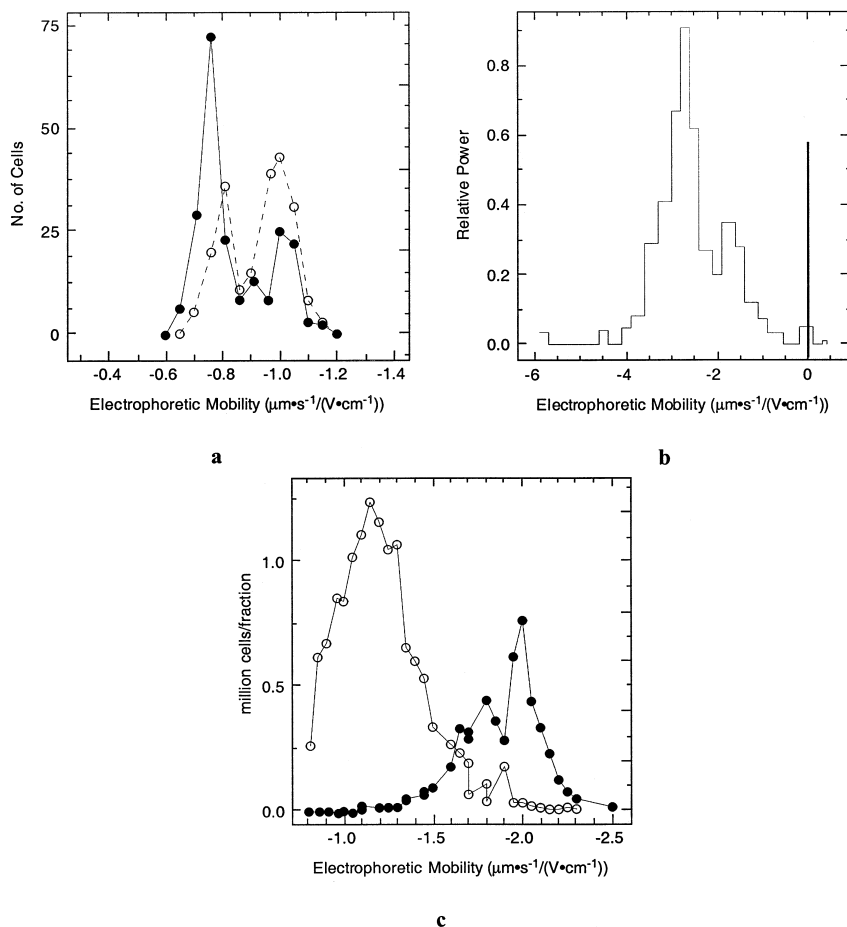 75
50
25
0
No. of Cells
-0.4 -0.6 -0.8 -1.0 -1.2 -1.4
Electrophoretic Mobility (μm•s⁻¹/(V•cm⁻¹))
a
0.8
0.6
0.4
0.2
0.0
Relative Power
-6 -4 -2 0
Electrophoretic Mobility (μm•s⁻¹/(V•cm⁻¹))
b
1.0
0.5
0.0
million cells/fraction
-1.0 -1.5 -2.0 -2.5
Electrophoretic Mobility (μm•s⁻¹/(V•cm⁻¹))
c